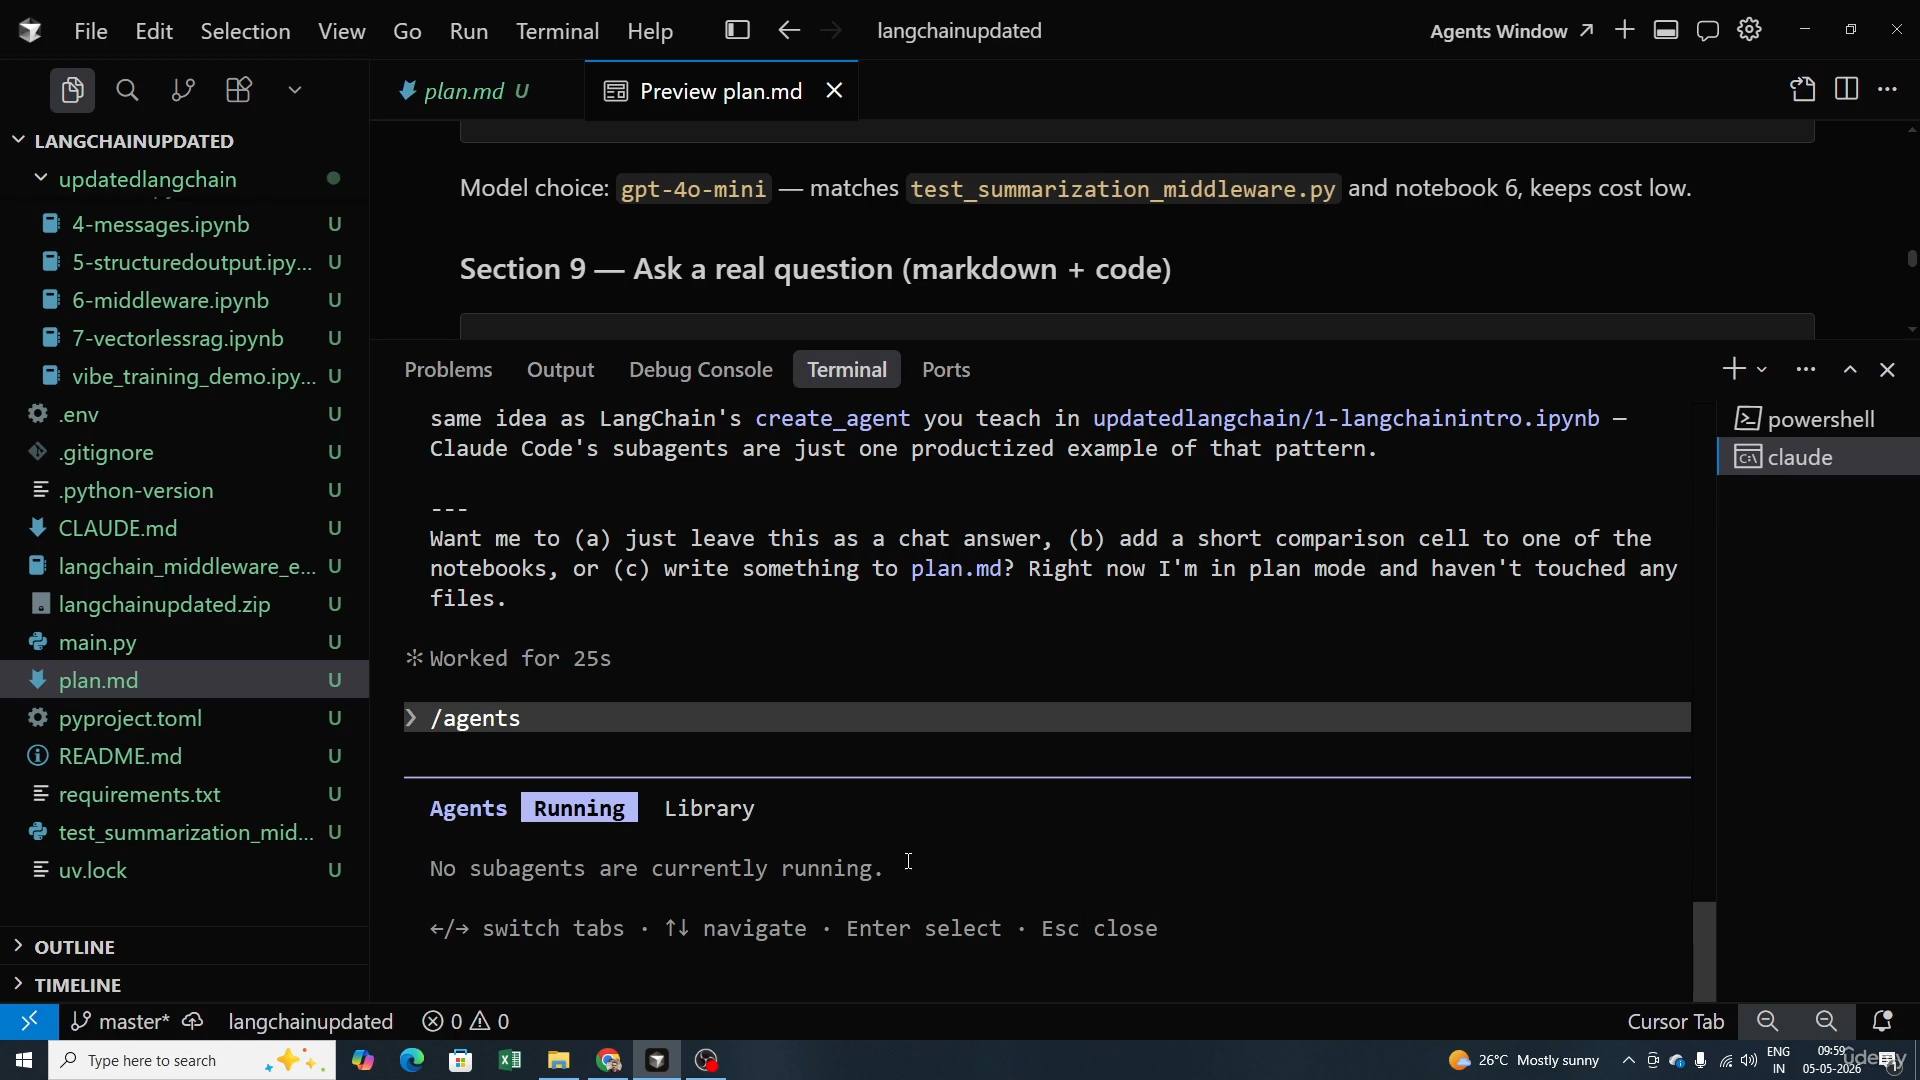 File Edit Selection View Go Run Terminal Help
langchainupdated
Agents Window ↗
plan.md U
Preview plan.md
LANGCHAINUPDATED
updatedlangchain
4-messages.ipynb U
5-structuredoutput.ipy... U
6-middleware.ipynb U
7-vectorlessrag.ipynb U
vibe_training_demo.ipy... U
.env U
.gitignore U
.python-version U
CLAUDE.md U
langchain_middleware_e... U
langchainupdated.zip U
main.py U
plan.md U
pyproject.toml U
README.md U
requirements.txt U
test_summarization_mid... U
uv.lock U
OUTLINE
TIMELINE
Model choice: gpt-4o-mini — matches test_summarization_middleware.py and notebook 6, keeps cost low.
Section 9 — Ask a real question (markdown + code)
Problems Output Debug Console Terminal Ports
powershell
claude
same idea as LangChain's create_agent you teach in updatedlangchain/1-langchainintro.ipynb —
Claude Code's subagents are just one productized example of that pattern.
---
Want me to (a) just leave this as a chat answer, (b) add a short comparison cell to one of the
notebooks, or (c) write something to plan.md? Right now I'm in plan mode and haven't touched any
files.
✻ Worked for 25s
❯ /agents
Agents Running Library
No subagents are currently running.
←/→ switch tabs · ↑↓ navigate · Enter select · Esc close
master* langchainupdated 0 0
Cursor Tab
Type here to search
26°C Mostly sunny
ENG
IN
09:59
05-05-2026
udemy